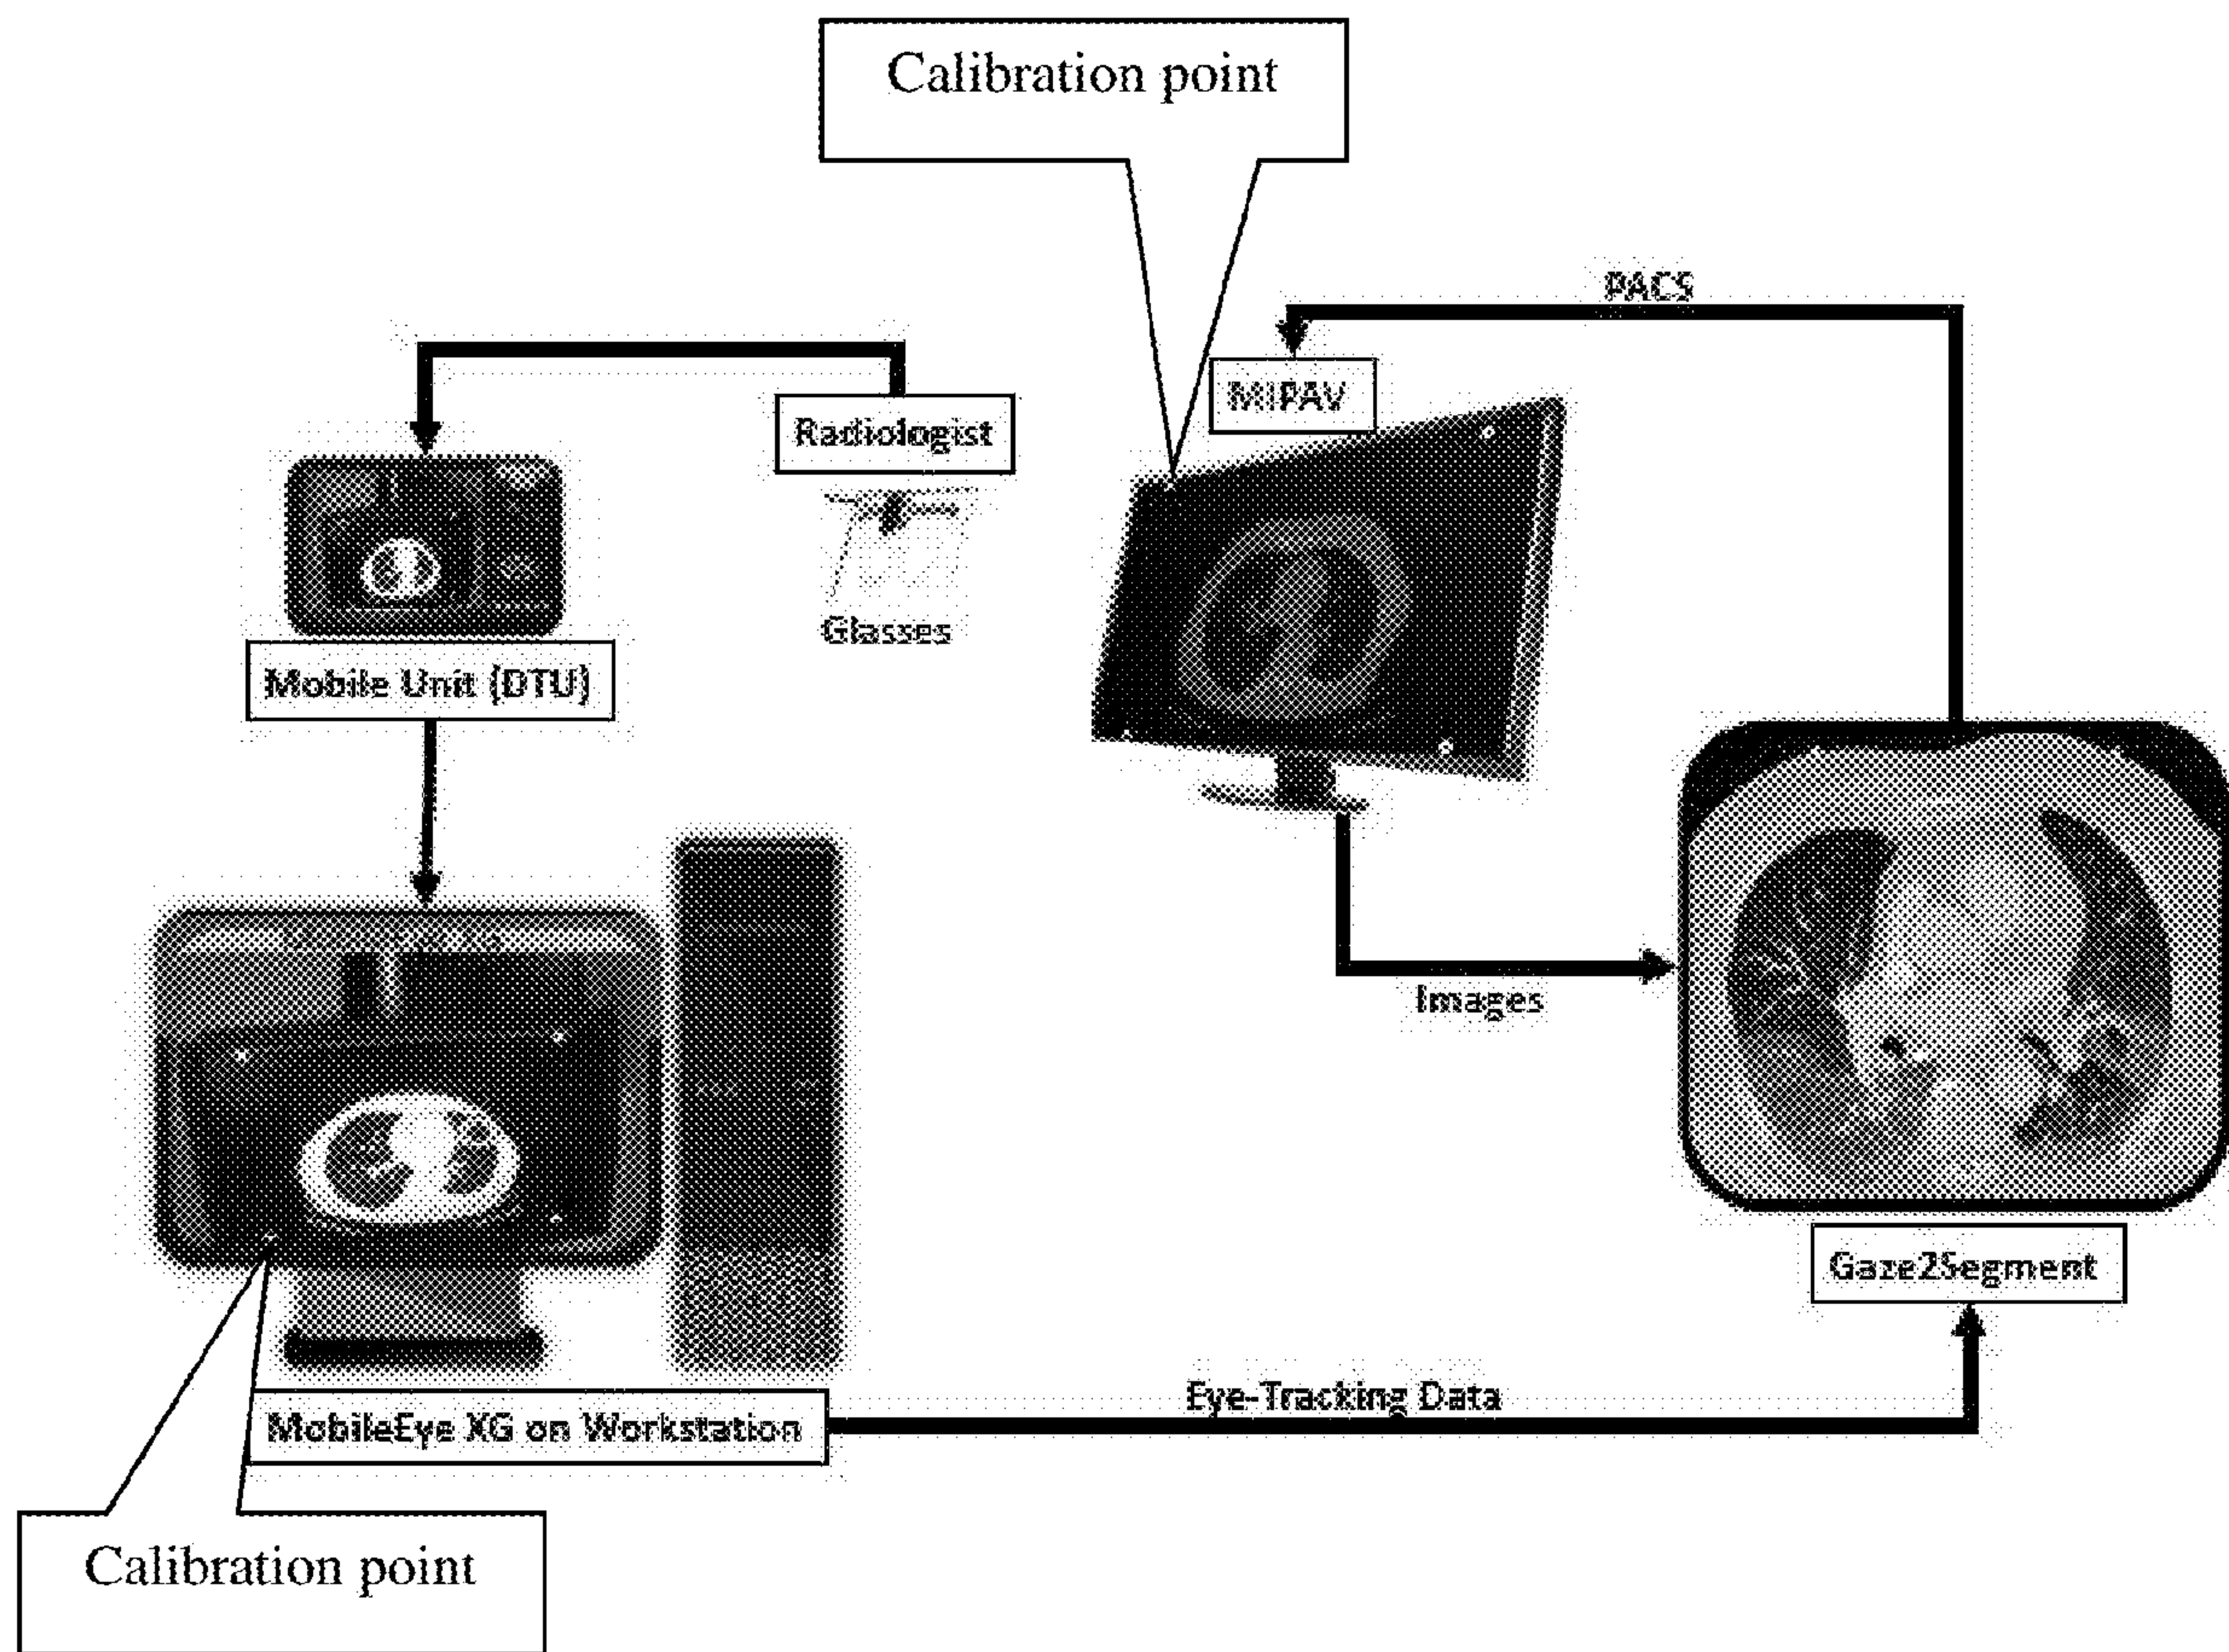 Calibration point
PACS
MIPAV
Radiologist
Glasses
Mobile Unit (DTU)
Images
Gaze2Segment
Eye-Tracking Data
MobileEye XG on Workstation
Calibration point